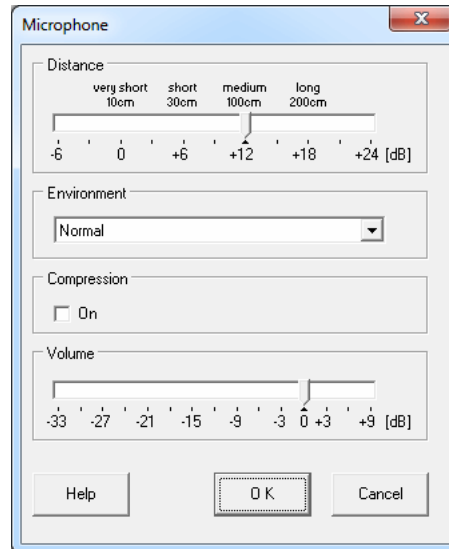 Microphone
Distance
very short short medium long
10cm 30cm 100cm 200cm
-6 0 +6 +12 +18 +24 [dB]
Environment
Normal
Compression
On
Volume
-33 -27 -21 -15 -9 -3 0 +3 +9 [dB]
Help OK Cancel